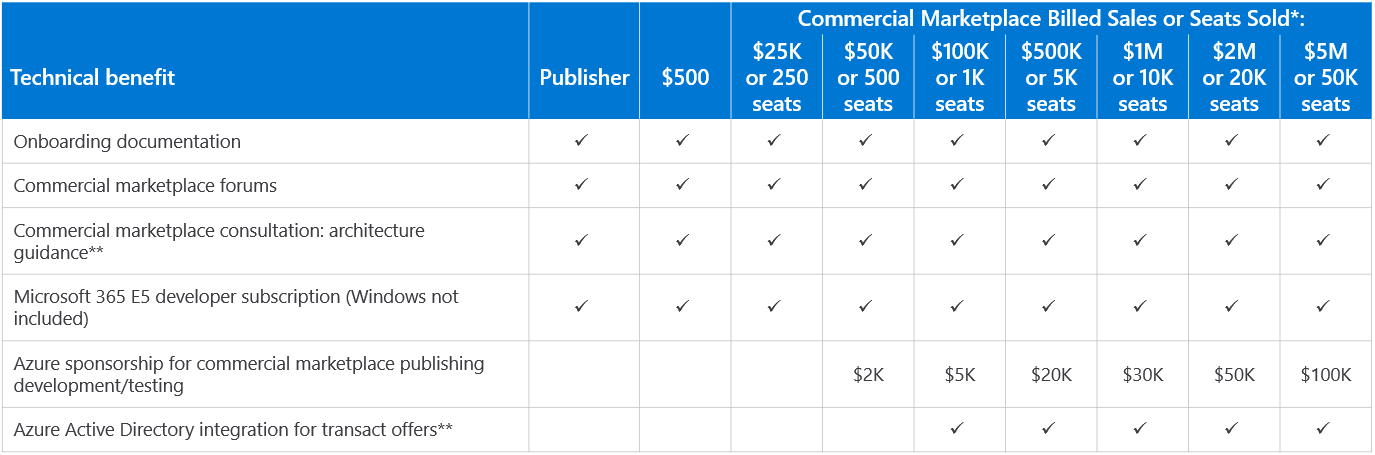 Commercial Marketplace Billed Sales or Seats Sold*:
Technical benefit
Publisher
$500
$25K
or 250
seats
$50K
or 500
seats
$100K
or 1K
seats
$500K
or 5K
seats
$1M
or 10K
seats
$2M
or 20K
seats
$5M
or 50K
seats
Onboarding documentation
✓ ✓ ✓ ✓ ✓ ✓ ✓ ✓ ✓
Commercial marketplace forums
✓ ✓ ✓ ✓ ✓ ✓ ✓ ✓ ✓
Commercial marketplace consultation: architecture
guidance**
✓ ✓ ✓ ✓ ✓ ✓ ✓ ✓ ✓
Microsoft 365 E5 developer subscription (Windows not
included)
✓ ✓ ✓ ✓ ✓ ✓ ✓ ✓ ✓
Azure sponsorship for commercial marketplace publishing
development/testing
$2K $5K $20K $30K $50K $100K
Azure Active Directory integration for transact offers**
✓ ✓ ✓ ✓ ✓